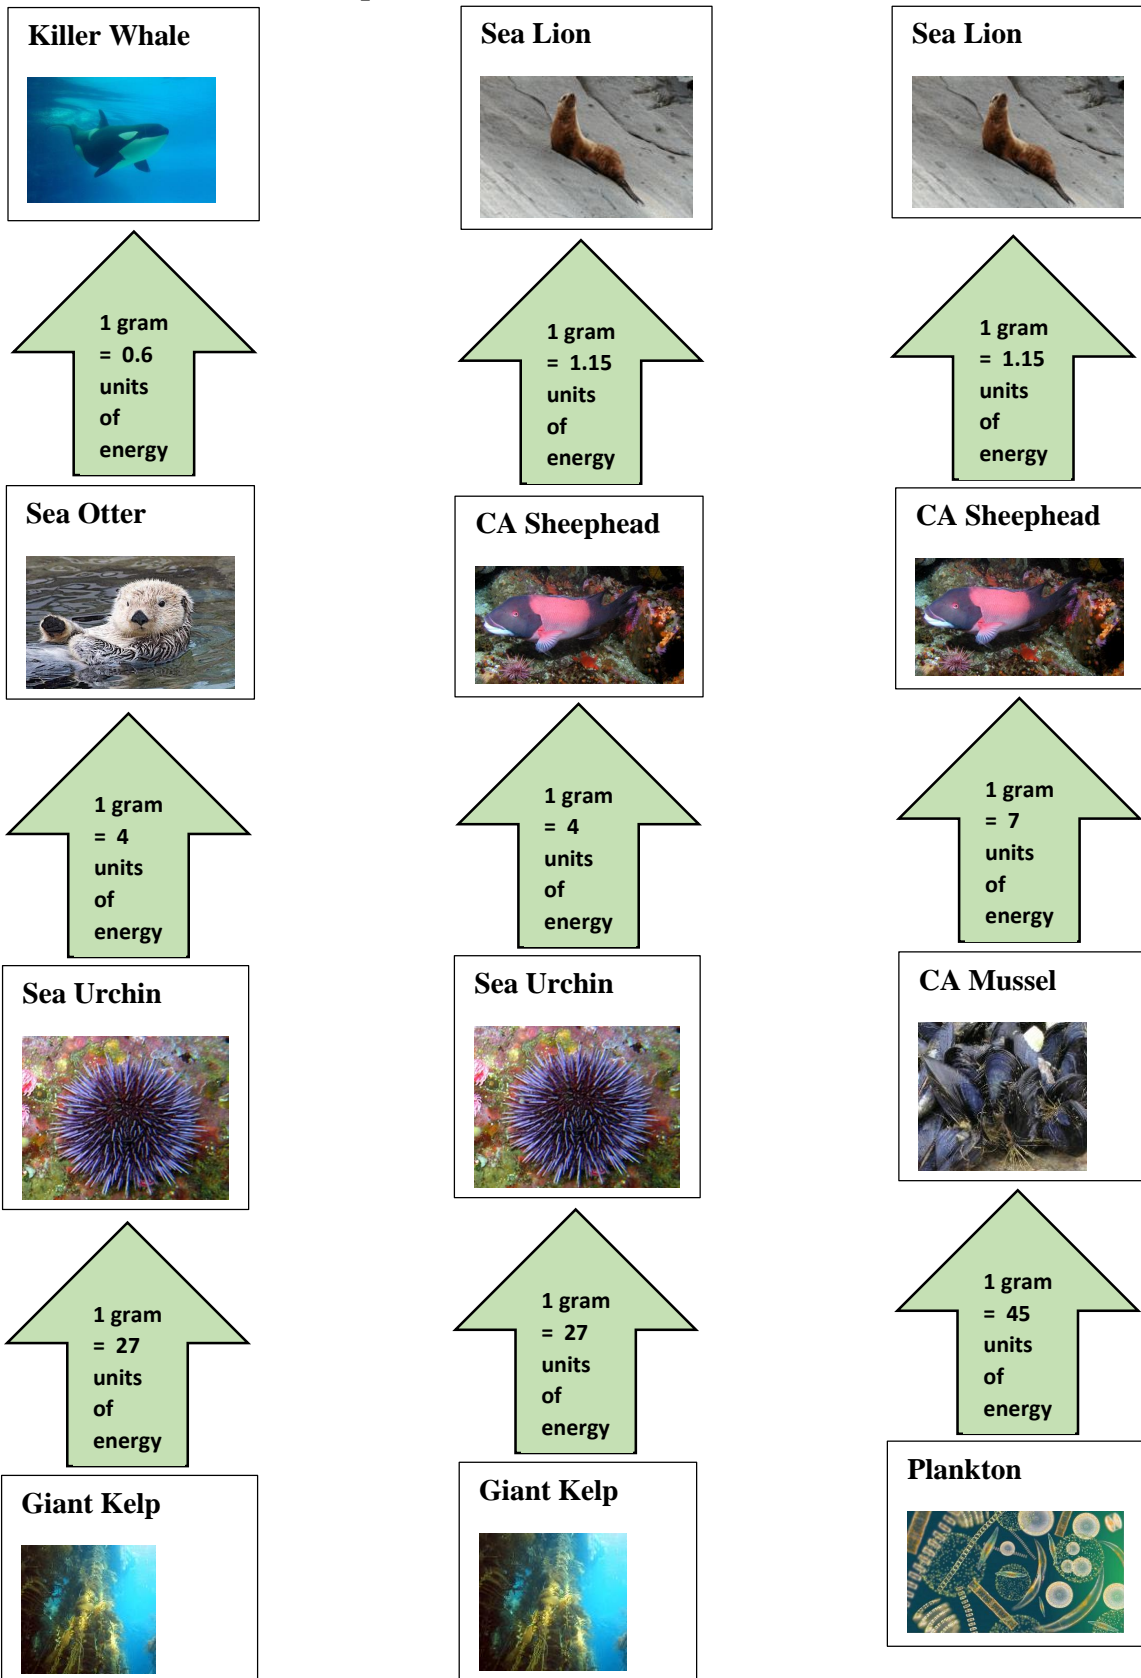 Killer Whale
1 gram
= 0.6
units
of
energy
Sea Otter
1 gram
= 4
units
of
energy
Sea Urchin
1 gram
= 27
units
of
energy
Giant Kelp
Sea Lion
1 gram
= 1.15
units
of
energy
CA Sheephead
1 gram
= 4
units
of
energy
Sea Urchin
1 gram
= 27
units
of
energy
Giant Kelp
Sea Lion
1 gram
= 1.15
units
of
energy
CA Sheephead
1 gram
= 7
units
of
energy
CA Mussel
1 gram
= 45
units
of
energy
Plankton